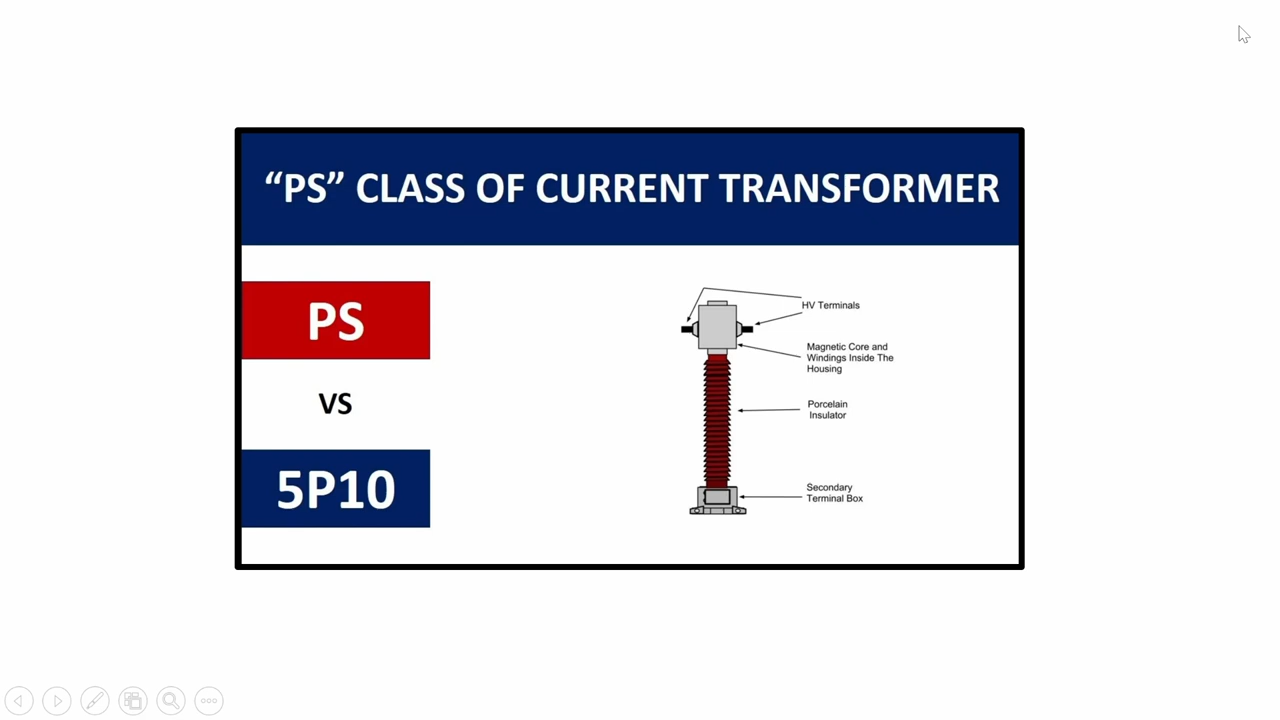 “PS” CLASS OF CURRENT TRANSFORMER
PS
VS
5P10
HV Terminals
Magnetic Core and
Windings Inside The
Housing
Porcelain
Insulator
Secondary
Terminal Box